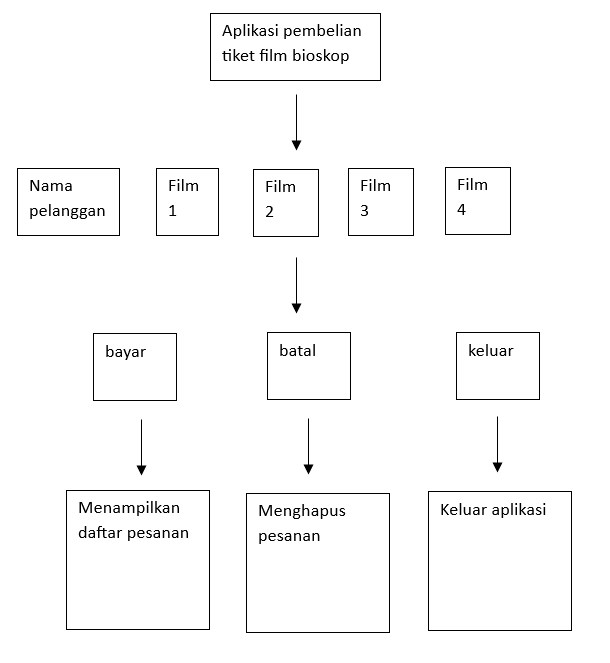 Aplikasi pembelian
tiket film bioskop
Nama
pelanggan
Film
1
Film
2
Film
3
Film
4
bayar
batal
keluar
Menampilkan
daftar pesanan
Menghapus
pesanan
Keluar aplikasi